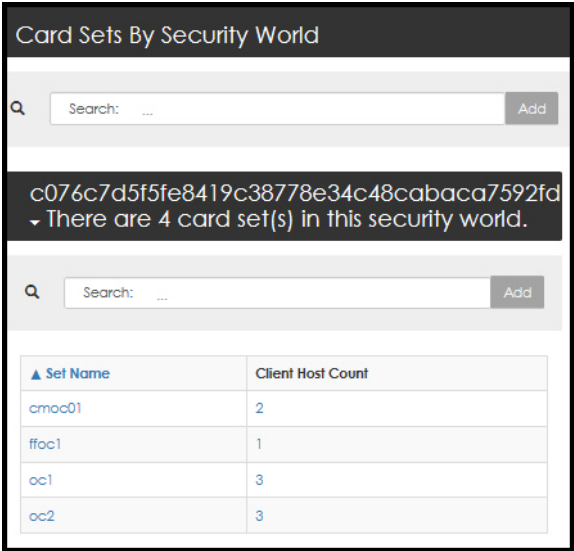 Card Sets By Security World
Search: ...
Add
c076c7d5f5fe8419c38778e34c48cabaca7592fd
There are 4 card set(s) in this security world.
Search: ...
Add
▲ Set Name Client Host Count
cmoc01 2
ffoc1 1
oc1 3
oc2 3